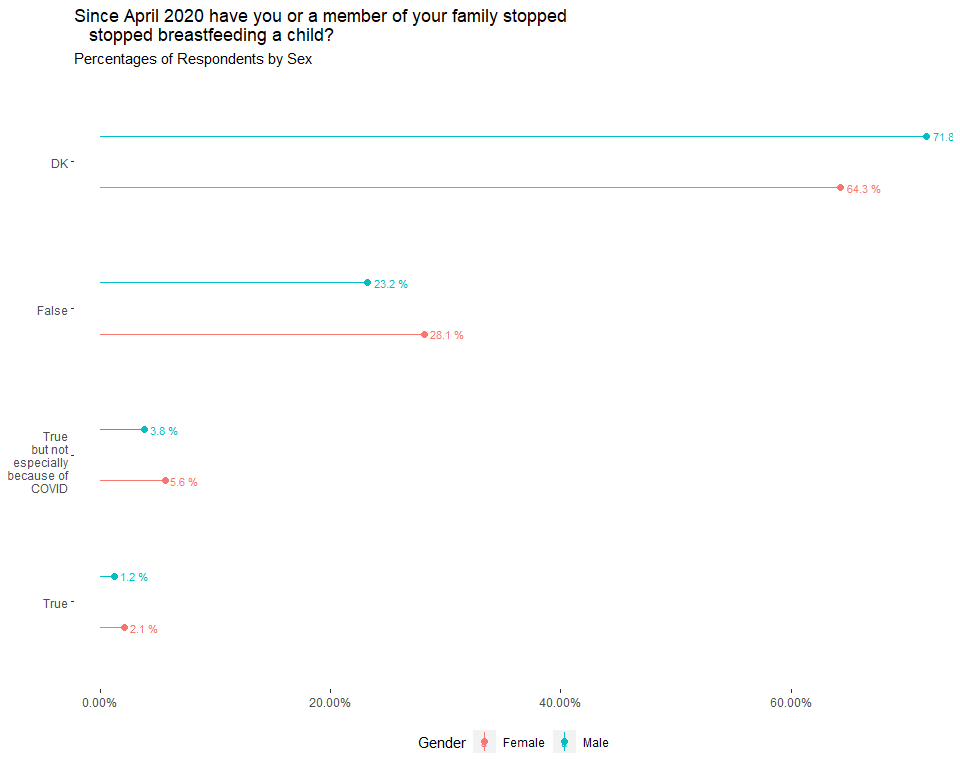 Since April 2020 have you or a member of your family stopped
stopped breastfeeding a child?
Percentages of Respondents by Sex
71.8
DK
64.3 %
23.2 %
False
28.1 %
3.8 %
True
but not
especially
because of
COVID
5.6 %
1.2 %
True
2.1 %
0.00%
20.00%
40.00%
60.00%
Gender
Female
Male